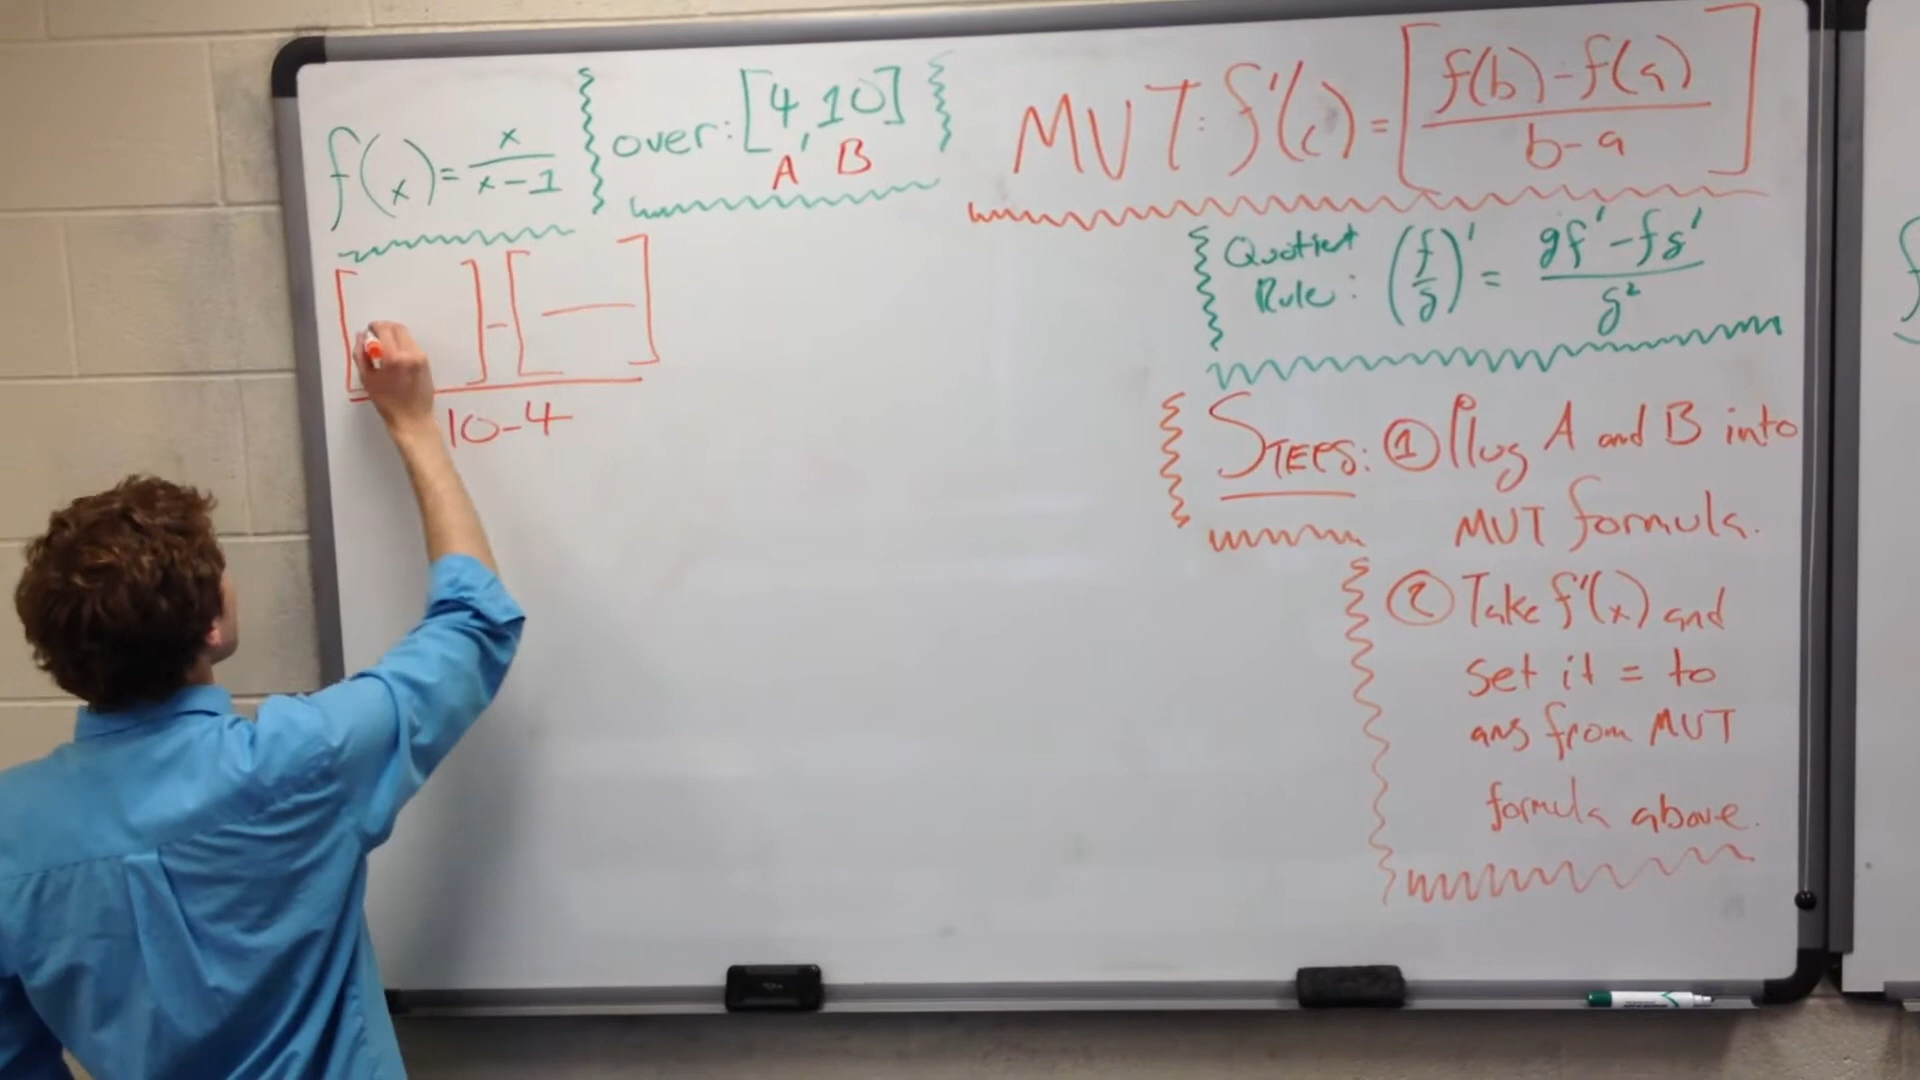 f(x) = x/(x-1)
over: [4, 10]
A B
MVT: f'(c) = [(f(b)-f(a))/(b-a)]
[ ] - [ ]
10-4
Quotient
Rule: (f/g)' = (gf'-fg')/g²
STEPS: ① Plug A and B into
MVT formula.
② Take f'(x) and
set it = to
ans from MVT
formula above.